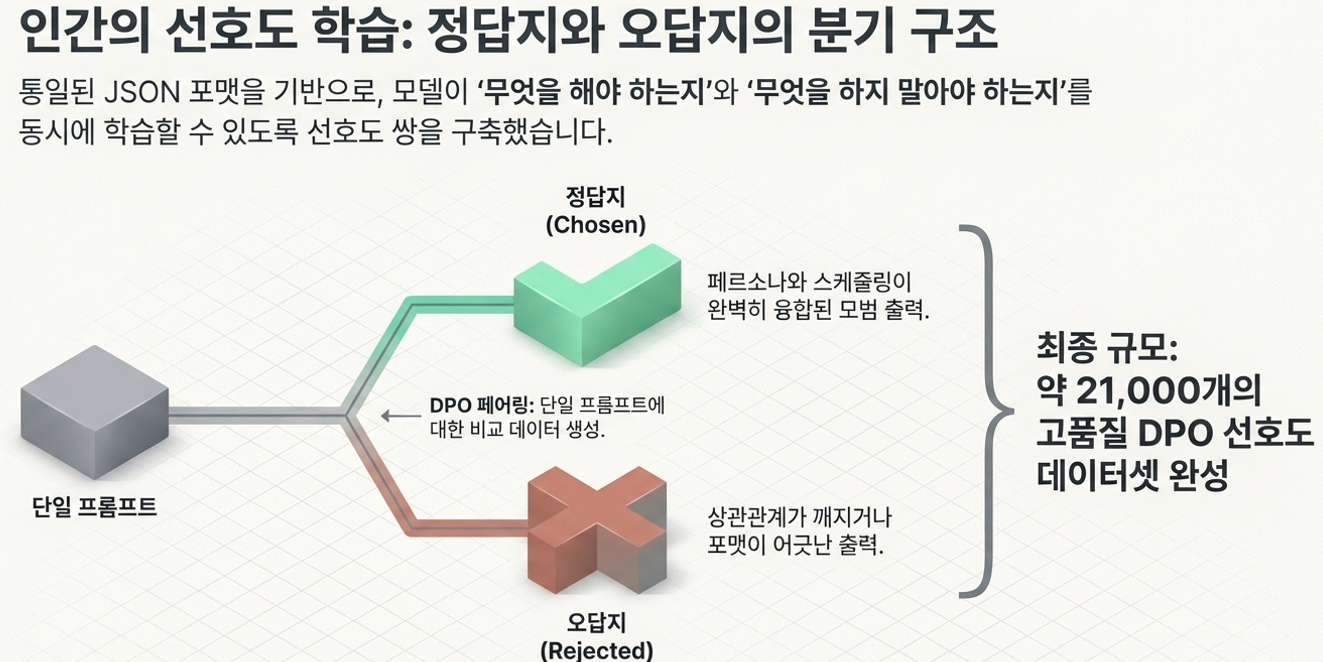 인간의 선호도 학습: 정답지와 오답지의 분기 구조
통일된 JSON 포맷을 기반으로, 모델이 ‘무엇을 해야 하는지’와 ‘무엇을 하지 말아야 하는지’를
동시에 학습할 수 있도록 선호도 쌍을 구축했습니다.
정답지
(Chosen)
페르소나와 스케줄링이
완벽히 융합된 모범 출력.
DPO 페어링: 단일 프롬프트에
대한 비교 데이터 생성.
단일 프롬프트
상관관계가 깨지거나
포맷이 어긋난 출력.
오답지
(Rejected)
최종 규모:
약 21,000개의
고품질 DPO 선호도
데이터셋 완성